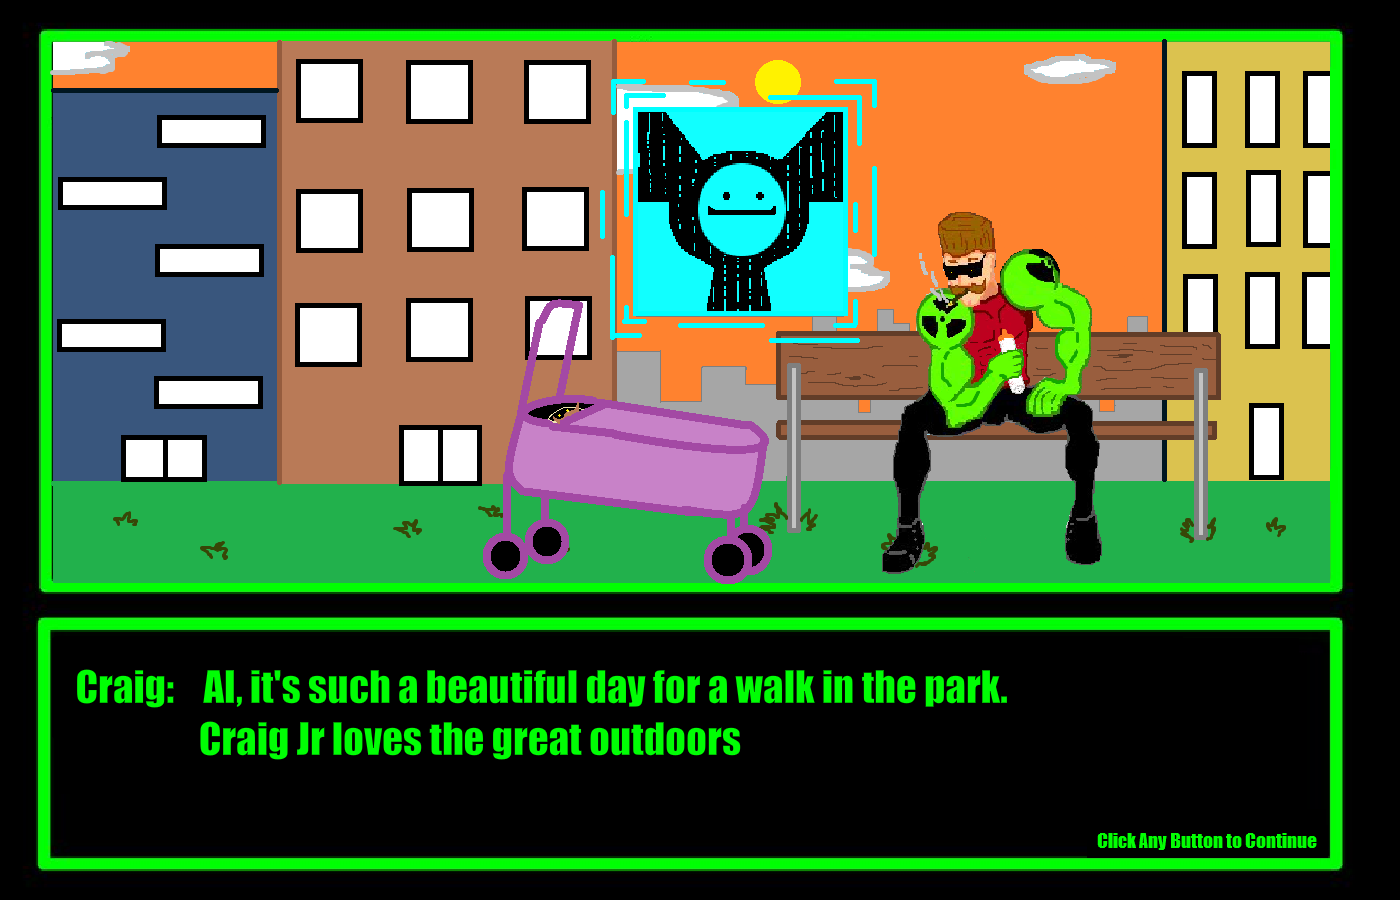 Craig: AI, it's such a beautiful day for a walk in the park.
Craig Jr loves the great outdoors
Click Any Button to Continue